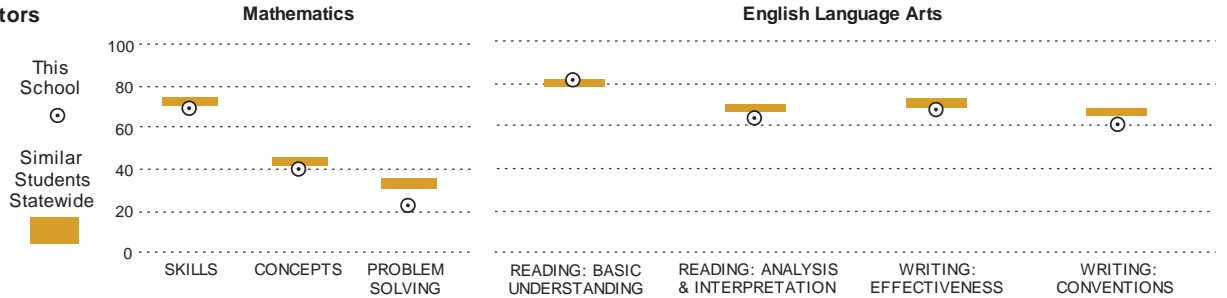 tors
Mathematics
English Language Arts
This
School
Similar
Students
Statewide
100
80
60
40
20
0
SKILLS
CONCEPTS
PROBLEM
SOLVING
READING: BASIC
UNDERSTANDING
READING: ANALYSIS
& INTERPRETATION
WRITING:
EFFECTIVENESS
WRITING:
CONVENTIONS